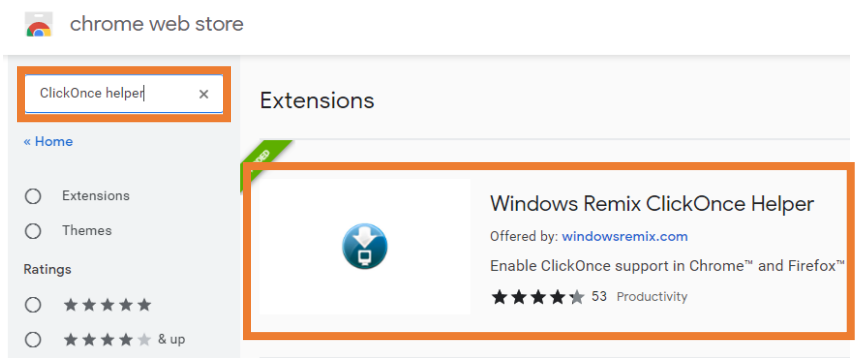 chrome web store
ClickOnce helper
« Home
Extensions
Themes
Ratings
& up
Extensions
Windows Remix ClickOnce Helper
Offered by: windowsremix.com
Enable ClickOnce support in Chrome™ and Firefox™
53 Productivity